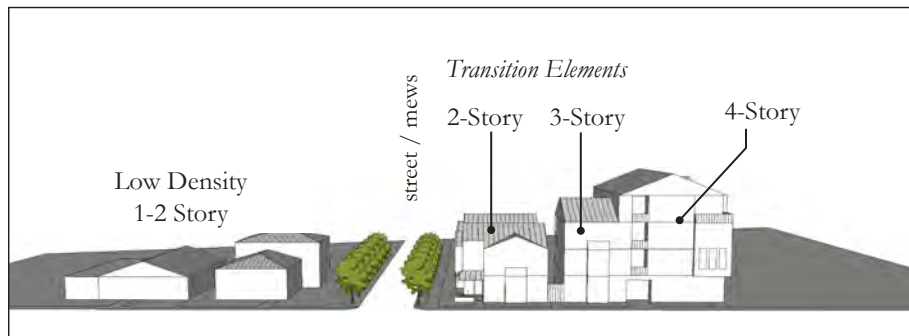 Transition Elements
2-Story
3-Story
4-Story
street / mews
Low Density
1-2 Story